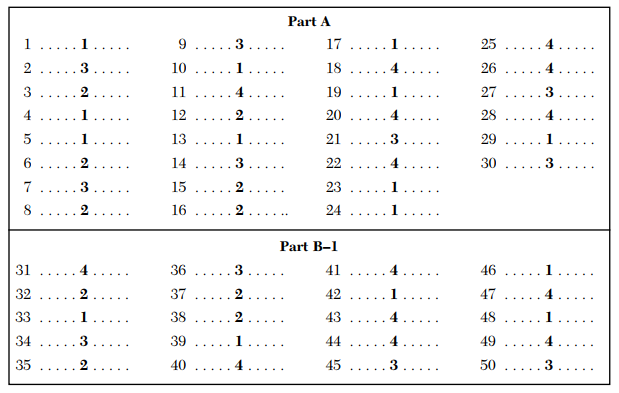 Part A
1 . . . . . 1 . . . . . 9 . . . . . 3 . . . . . 17 . . . . . 1 . . . . . 25 . . . . . 4 . . . . .
2 . . . . . 3 . . . . . 10 . . . . . 1 . . . . . 18 . . . . . 4 . . . . . 26 . . . . . 4 . . . . .
3 . . . . . 2 . . . . . 11 . . . . . 4 . . . . . 19 . . . . . 1 . . . . . 27 . . . . . 3 . . . . .
4 . . . . . 1 . . . . . 12 . . . . . 2 . . . . . 20 . . . . . 4 . . . . . 28 . . . . . 4 . . . . .
5 . . . . . 1 . . . . . 13 . . . . . 1 . . . . . 21 . . . . . 3 . . . . . 29 . . . . . 1 . . . . .
6 . . . . . 2 . . . . . 14 . . . . . 3 . . . . . 22 . . . . . 4 . . . . . 30 . . . . . 3 . . . . .
7 . . . . . 3 . . . . . 15 . . . . . 2 . . . . . 23 . . . . . 1 . . . . .
8 . . . . . 2 . . . . . 16 . . . . . 2 . . . . .. 24 . . . . . 1 . . . . .
Part B–1
31 . . . . . 4 . . . . . 36 . . . . . 3 . . . . . 41 . . . . . 4 . . . . . 46 . . . . . 1 . . . . .
32 . . . . . 2 . . . . . 37 . . . . . 2 . . . . . 42 . . . . . 1 . . . . . 47 . . . . . 4 . . . . .
33 . . . . . 1 . . . . . 38 . . . . . 2 . . . . . 43 . . . . . 4 . . . . . 48 . . . . . 1 . . . . .
34 . . . . . 3 . . . . . 39 . . . . . 1 . . . . . 44 . . . . . 4 . . . . . 49 . . . . . 4 . . . . .
35 . . . . . 2 . . . . . 40 . . . . . 4 . . . . . 45 . . . . . 3 . . . . . 50 . . . . . 3 . . . . .